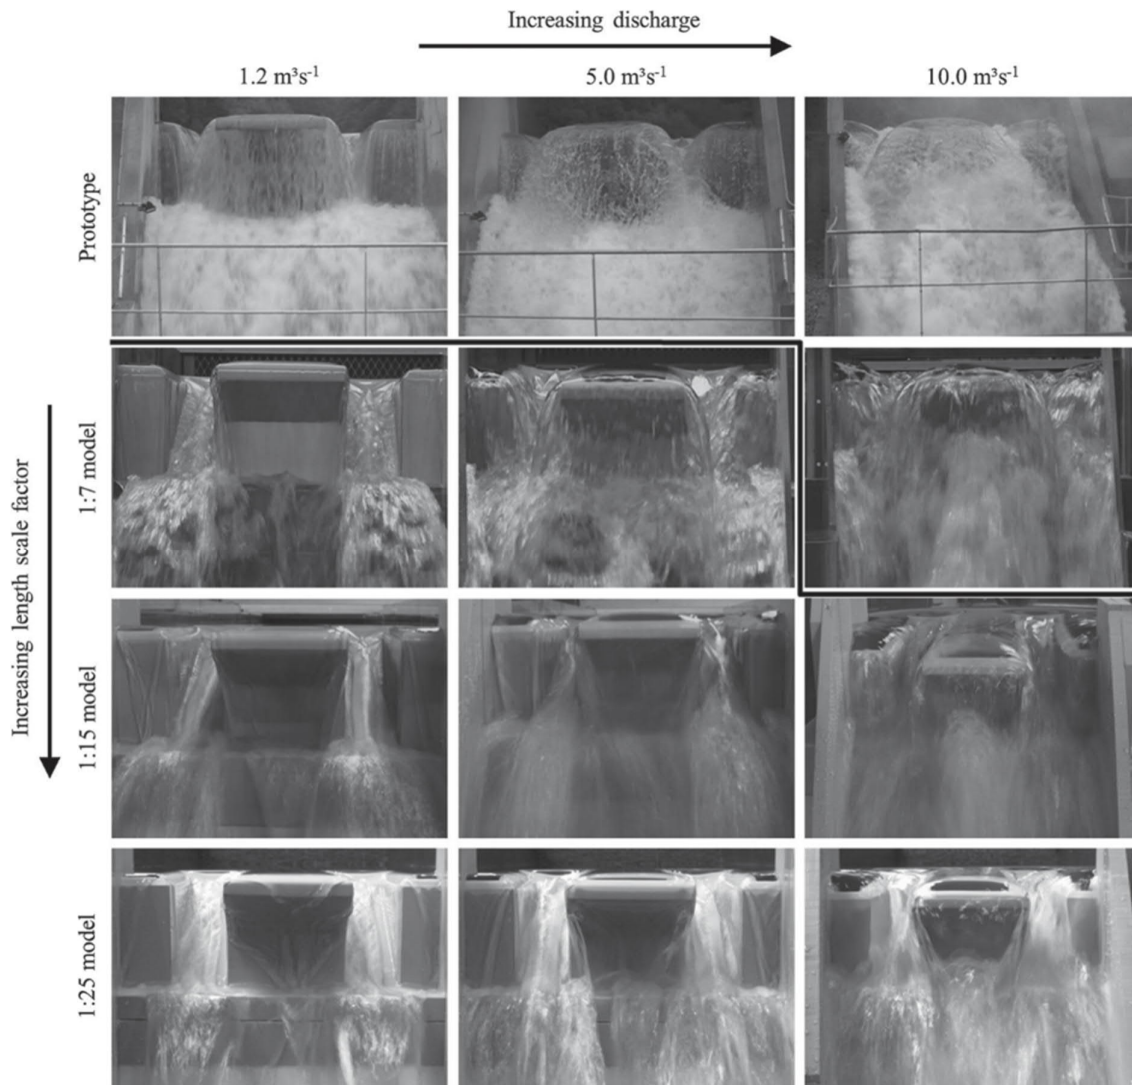 Increasing discharge
1.2 m³s⁻¹
5.0 m³s⁻¹
10.0 m³s⁻¹
Prototype
Increasing length scale factor
1:7 model
1:15 model
1:25 model